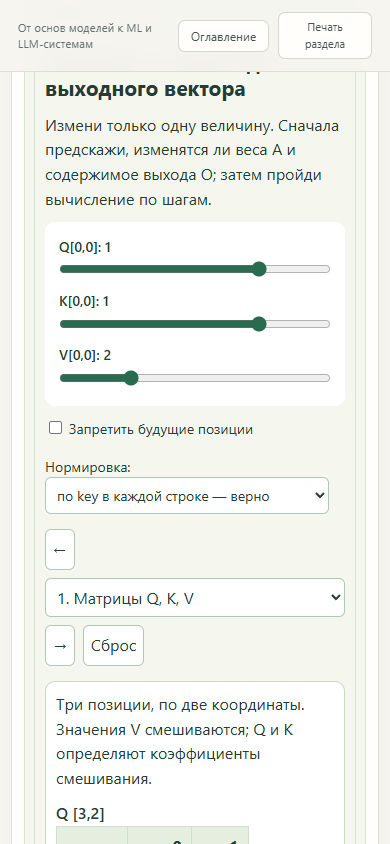 От основ моделей к ML и
LLM-системам
Оглавление
Печать
раздела
выходного вектора
Измени только одну величину. Сначала
предскажи, изменятся ли веса A и
содержимое выхода O; затем пройди
вычисление по шагам.
Q[0,0]: 1
K[0,0]: 1
V[0,0]: 2
Запретить будущие позиции
Нормировка:
по key в каждой строке — верно
←
1. Матрицы Q, K, V
→ Сброс
Три позиции, по две координаты.
Значения V смешиваются; Q и K
определяют коэффициенты
смешивания.
Q [3,2]